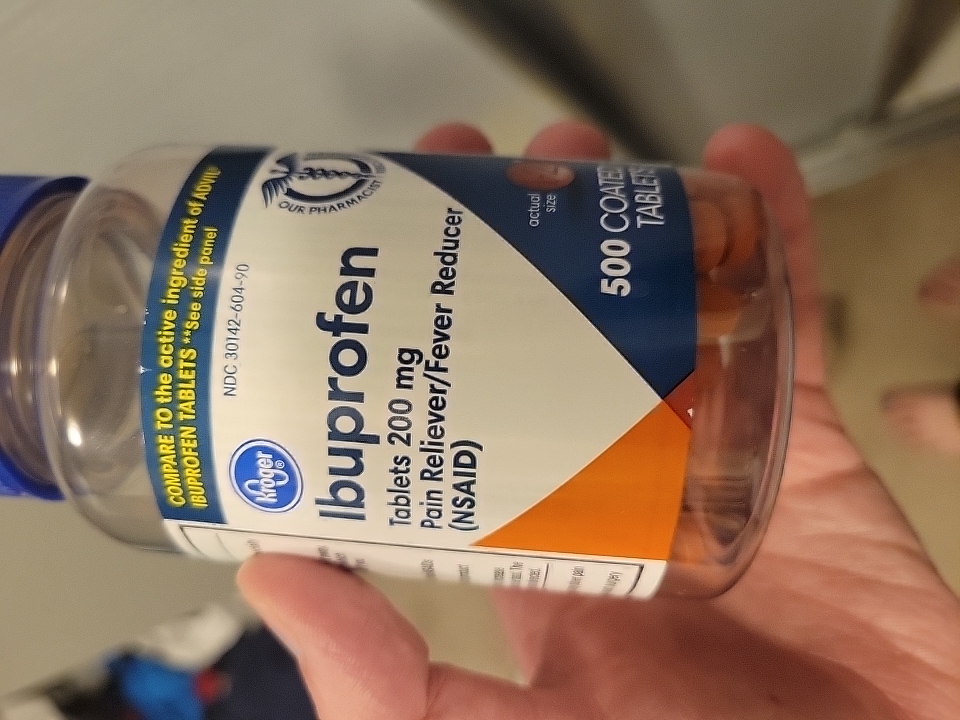 COMPARE TO the active ingredient of ADVIL®
IBUPROFEN TABLETS **See side panel
NDC 30142-604-90
OUR PHARMACIST
Kroger®
Ibuprofen
Tablets 200 mg
Pain Reliever/Fever Reducer
(NSAID)
actual
size
500 COATED
TABLETS